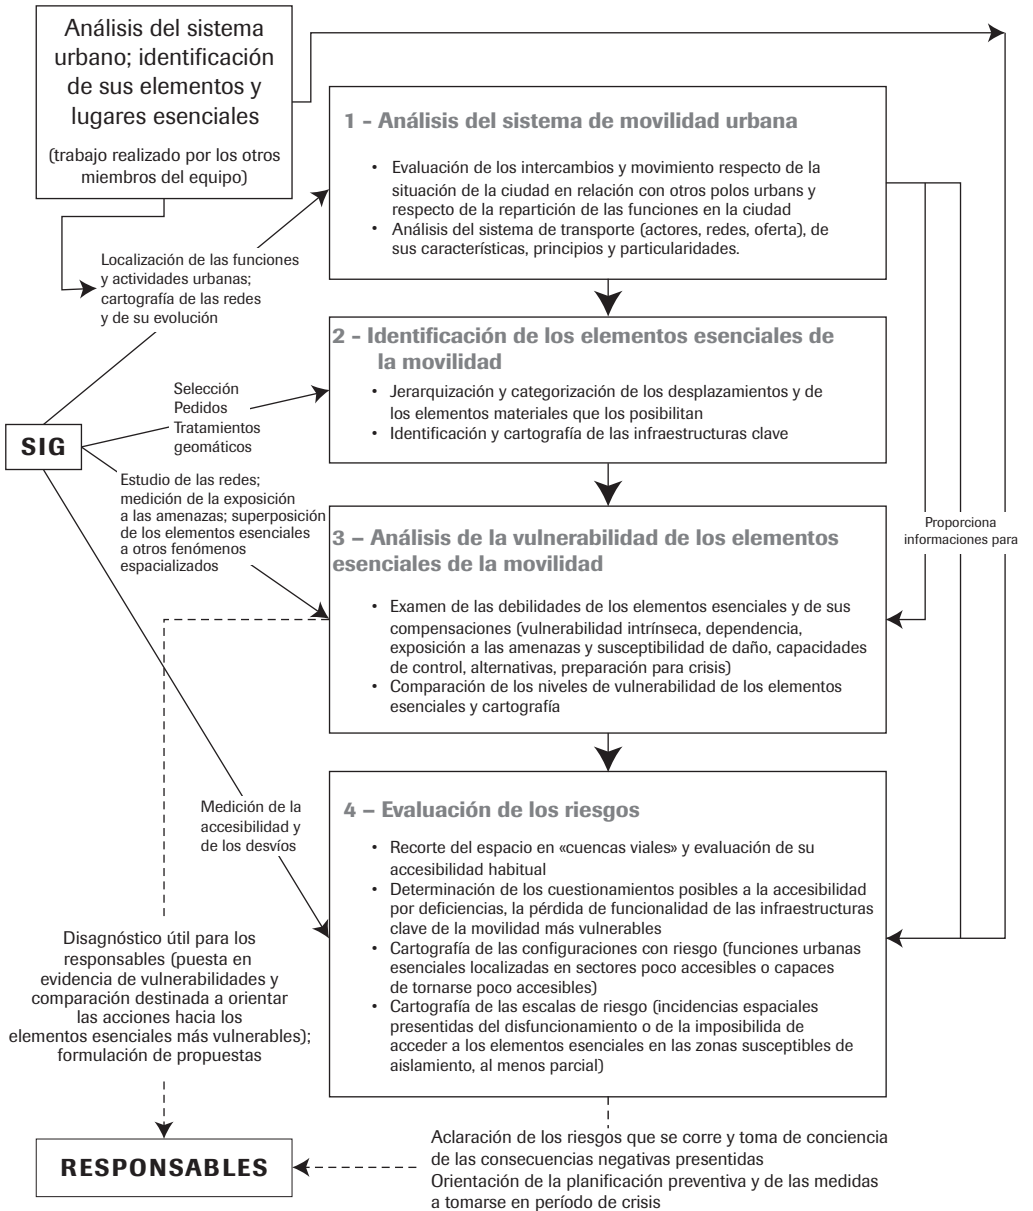 Análisis del sistema
urbano; identificación
de sus elementos y
lugares esenciales
(trabajo realizado por los otros
miembros del equipo)
1 - Análisis del sistema de movilidad urbana
• Evaluación de los intercambios y movimiento respecto de la
situación de la ciudad en relación con otros polos urbans y
respecto de la repartición de las funciones en la ciudad
• Análisis del sistema de transporte (actores, redes, oferta), de
sus características, principios y particularidades.
Localización de las funciones
y actividades urbanas;
cartografía de las redes
y de su evolución
2 - Identificación de los elementos esenciales de
la movilidad
• Jerarquización y categorización de los desplazamientos y de
los elementos materiales que los posibilitan
• Identificación y cartografía de las infraestructuras clave
Selección
Pedidos
Tratamientos
geomáticos
SIG
Estudio de las redes;
medición de la exposición
a las amenazas; superposición
de los elementos esenciales
a otros fenómenos
espacializados
Proporciona
informaciones para
3 – Análisis de la vulnerabilidad de los elementos
esenciales de la movilidad
• Examen de las debilidades de los elementos esenciales y de sus
compensaciones (vulnerabilidad intrínseca, dependencia,
exposición a las amenazas y susceptibilidad de daño, capacidades
de control, alternativas, preparación para crisis)
• Comparación de los niveles de vulnerabilidad de los elementos
esenciales y cartografía
Medición de la
accesibilidad y
de los desvíos
4 – Evaluación de los riesgos
• Recorte del espacio en «cuencas viales» y evaluación de su
accesibilidad habitual
• Determinación de los cuestionamientos posibles a la accesibilidad
por deficiencias, la pérdida de funcionalidad de las infraestructuras
clave de la movilidad más vulnerables
• Cartografía de las configuraciones con riesgo (funciones urbanas
esenciales localizadas en sectores poco accesibles o capaces
de tornarse poco accesibles)
• Cartografía de las escalas de riesgo (incidencias espaciales
presentidas del disfuncionamiento o de la imposibilida de
acceder a los elementos esenciales en las zonas susceptibles de
aislamiento, al menos parcial)
Disagnóstico útil para los
responsables (puesta en
evidencia de vulnerabilidades y
comparación destinada a orientar
las acciones hacia los
elementos esenciales más vulnerables);
formulación de propuestas
RESPONSABLES
Aclaración de los riesgos que se corre y toma de conciencia
de las consecuencias negativas presentidas
Orientación de la planificación preventiva y de las medidas
a tomarse en período de crisis